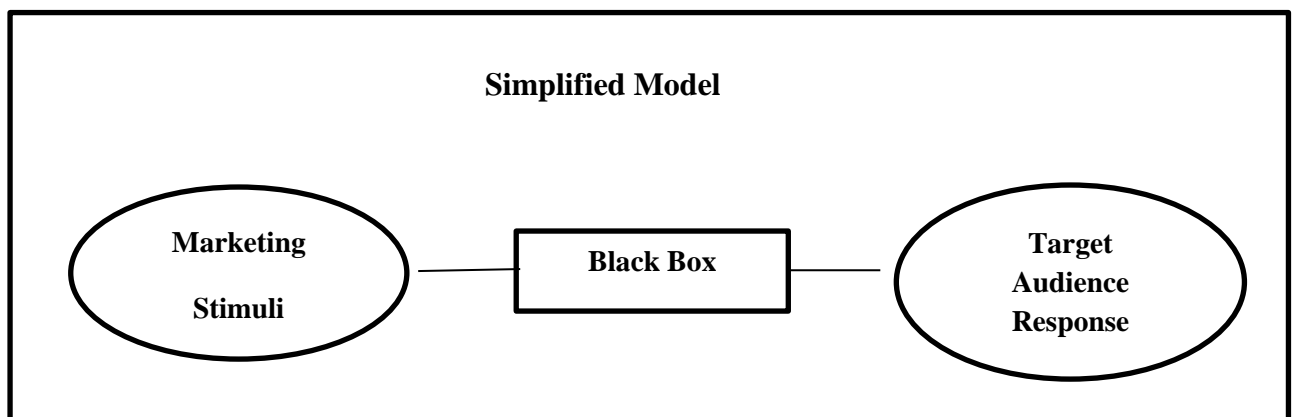 Simplified Model
Marketing
Stimuli
Black Box
Target
Audience
Response